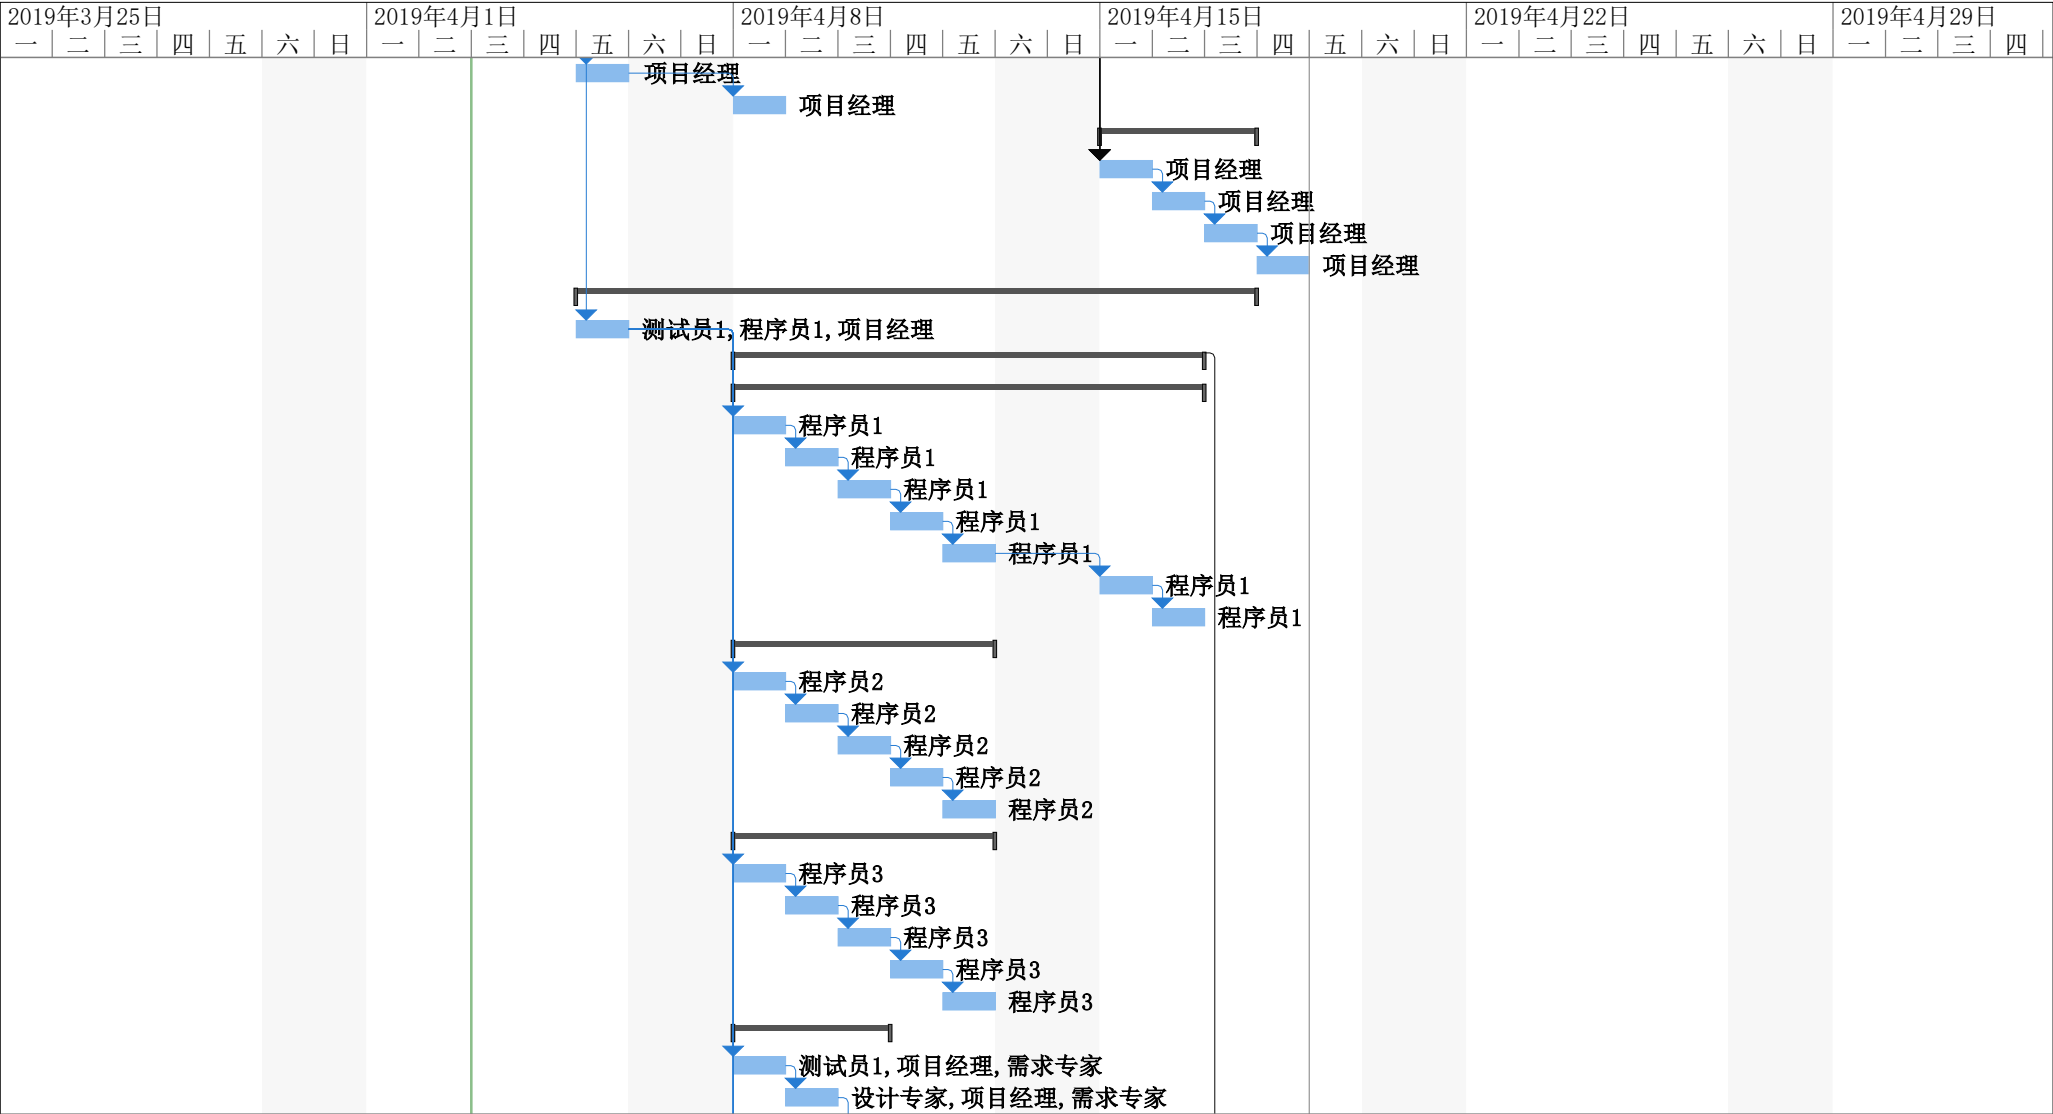 2019年3月25日 2019年4月1日 2019年4月8日 2019年4月15日 2019年4月22日 2019年4月29日
一 二 三 四 五 六 日 一 二 三 四 五 六 日 一 二 三 四 五 六 日 一 二 三 四 五 六 日 一 二 三 四 五 六 日 一 二 三 四
项目经理
项目经理
项目经理
项目经理
项目经理
项目经理
测试员1,程序员1,项目经理
程序员1
程序员1
程序员1
程序员1
程序员1
程序员1
程序员1
程序员2
程序员2
程序员2
程序员2
程序员2
程序员3
程序员3
程序员3
程序员3
程序员3
测试员1,项目经理,需求专家
设计专家,项目经理,需求专家